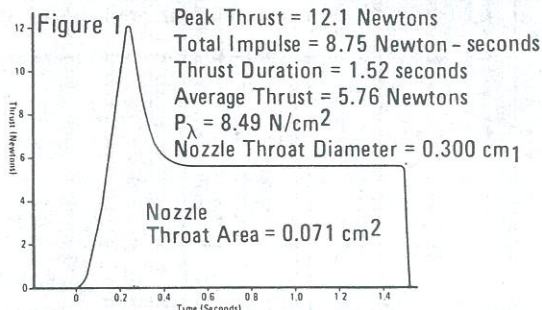 Figure 1
Peak Thrust = 12.1 Newtons
Total Impulse = 8.75 Newton - seconds
Thrust Duration = 1.52 seconds
Average Thrust = 5.76 Newtons
Pλ = 8.49 N/cm2
Nozzle Throat Diameter = 0.300 cm1
Nozzle
Throat Area = 0.071 cm2
Thrust (Newtons)
12
10
8
6
4
2
0
0 0.2 0.4 0.6 0.8 1.0 1.2 1.4
Time (Seconds)